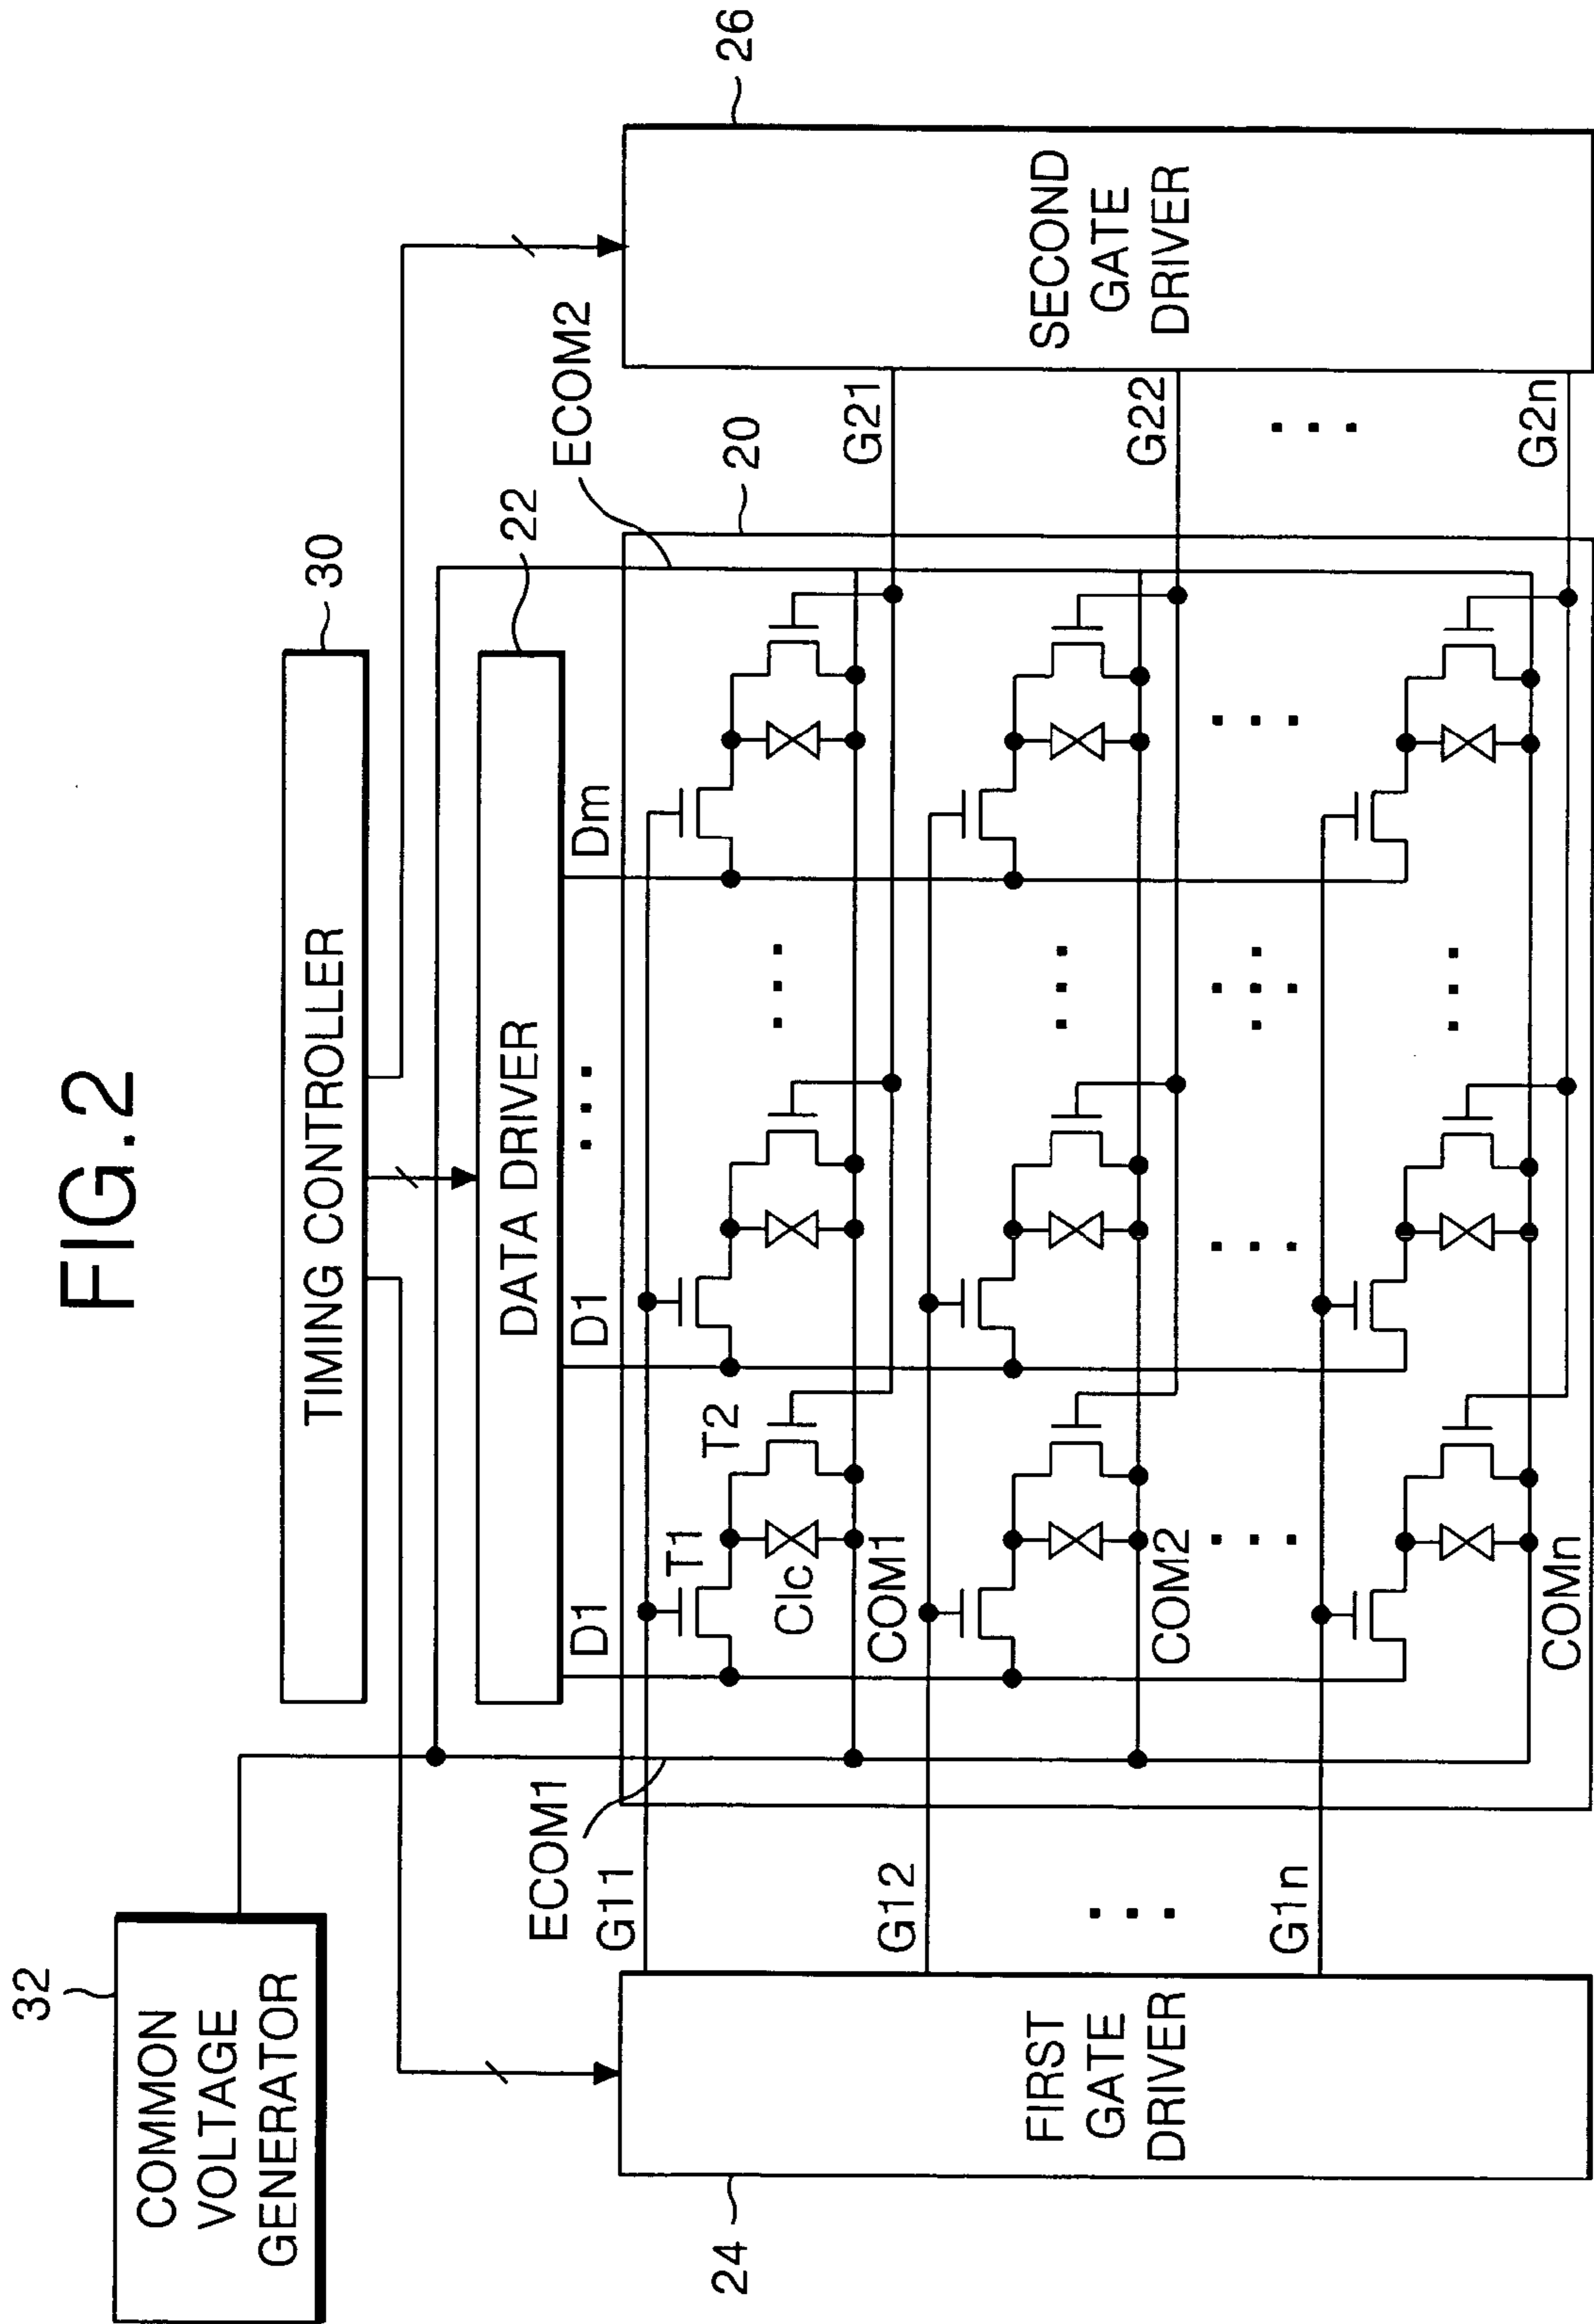 FIG.2
32
COMMON
VOLTAGE
GENERATOR
30
TIMING CONTROLLER
22
DATA DRIVER
ECOM1
ECOM2
20
26
D1
D1
...
Dm
G11
T1
T2
Clc
COM1
G21
G12
COM2
G22
...
...
...
...
G1n
COMn
G2n
24
FIRST
GATE
DRIVER
SECOND
GATE
DRIVER